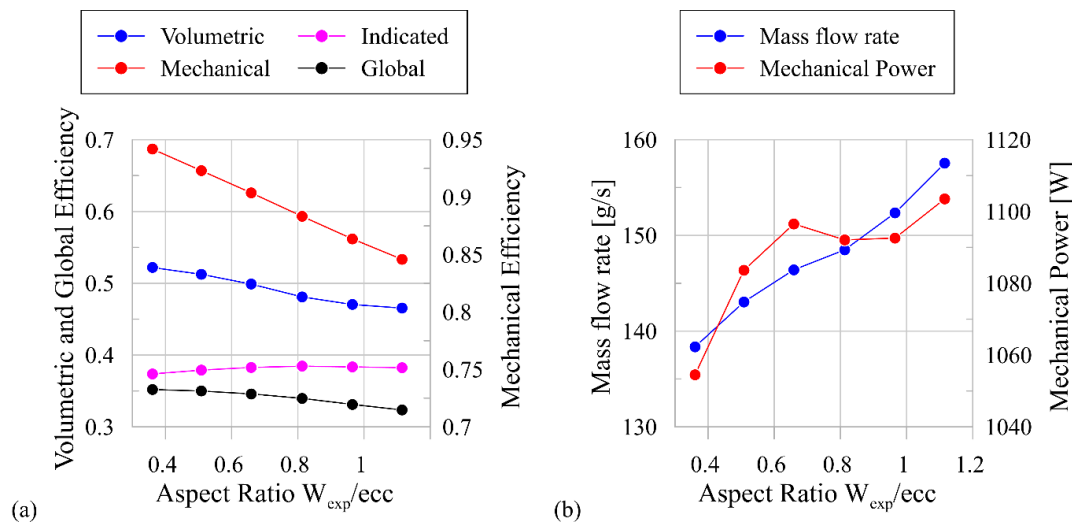 Volumetric
Indicated
Mechanical
Global
Volumetric and Global Efficiency
0.7
0.6
0.5
0.4
0.3
0.95
0.9
0.85
0.8
0.75
0.7
Mechanical Efficiency
0.4
0.6
0.8
1
Aspect Ratio W_exp/ecc
(a)
Mass flow rate
Mechanical Power
Mass flow rate [g/s]
160
150
140
130
1120
1100
1080
1060
1040
Mechanical Power [W]
0.4
0.6
0.8
1
1.2
Aspect Ratio W_exp/ecc
(b)